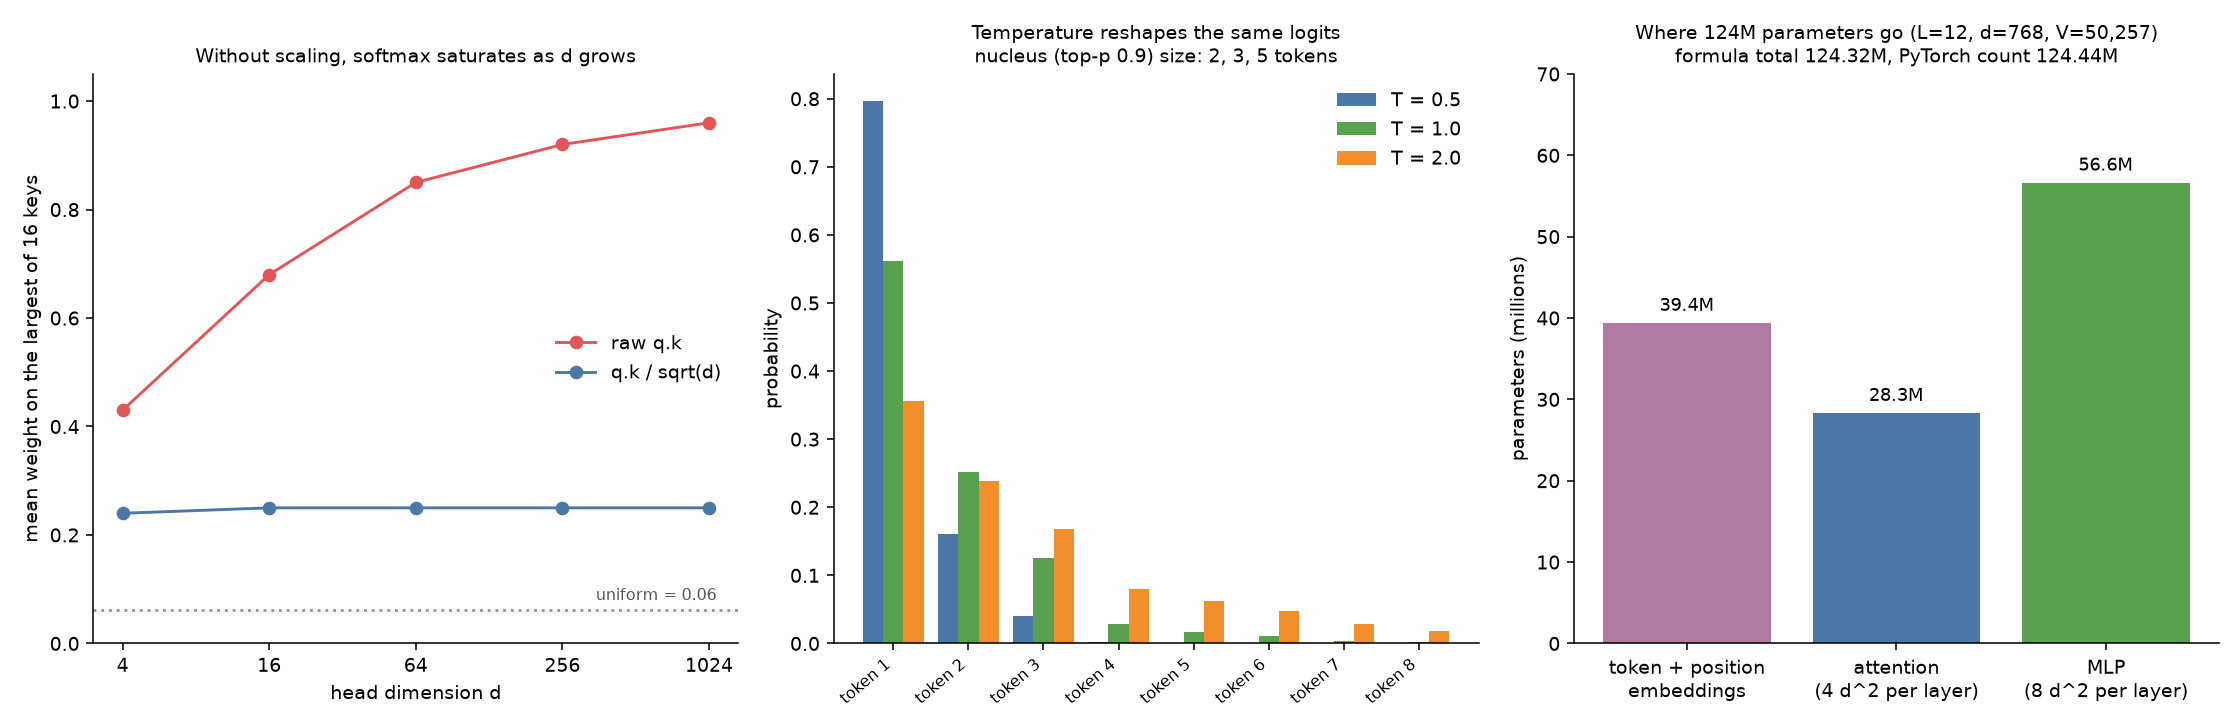 Without scaling, softmax saturates as d grows
mean weight on the largest of 16 keys
1.0
0.8
0.6
0.4
0.2
0.0
raw q.k
q.k / sqrt(d)
uniform = 0.06
4 16 64 256 1024
head dimension d
Temperature reshapes the same logits
nucleus (top-p 0.9) size: 2, 3, 5 tokens
probability
0.8
0.7
0.6
0.5
0.4
0.3
0.2
0.1
0.0
T = 0.5
T = 1.0
T = 2.0
token 1 token 2 token 3 token 4 token 5 token 6 token 7 token 8
Where 124M parameters go (L=12, d=768, V=50,257)
formula total 124.32M, PyTorch count 124.44M
parameters (millions)
70
60
50
40
30
20
10
0
39.4M
28.3M
56.6M
token + position
embeddings
attention
(4 d^2 per layer)
MLP
(8 d^2 per layer)